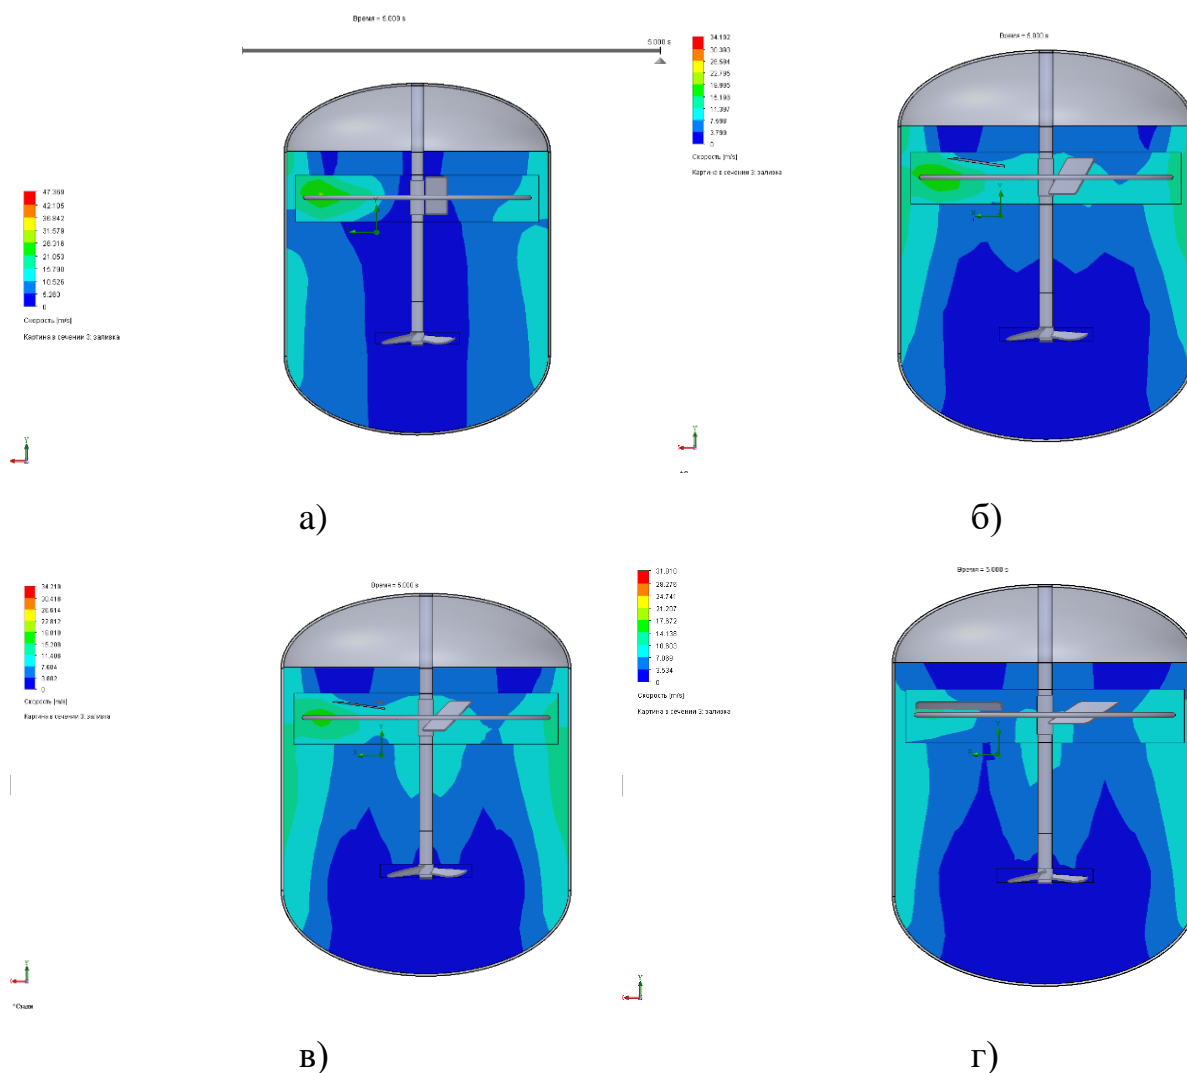 Время = 5.000 s
5.000 s
47.369
42.105
36.842
31.579
26.316
21.053
15.790
10.526
5.263
0
Скорость [m/s]
Картина в сечении 3: заливка
Y
а)
Время = 5.000 s
34.192
30.393
26.594
22.795
18.995
15.196
11.397
7.598
3.799
0
Скорость [m/s]
Картина в сечении 3: заливка
Y
б)
Время = 5.000 s
34.218
30.416
26.614
22.812
19.010
15.208
11.406
7.604
3.802
0
Скорость [m/s]
Картина в сечении 3: заливка
Y
в)
Время = 5.000 s
31.810
28.276
24.741
21.207
17.672
14.138
10.603
7.069
3.534
0
Скорость [m/s]
Картина в сечении 3: заливка
Y
г)